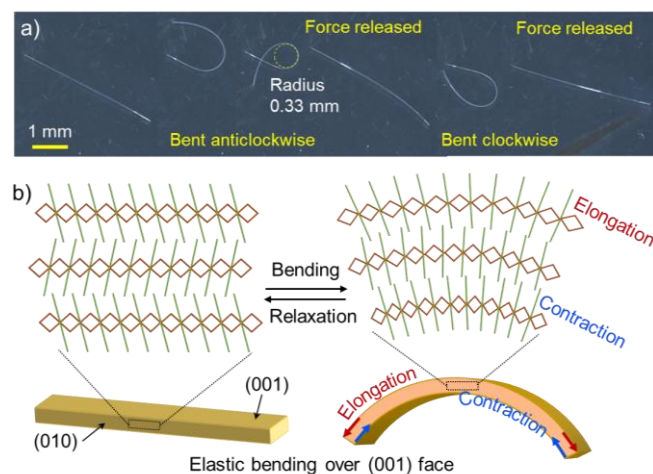 a)
Force released
Force released
Radius
0.33 mm
1 mm
Bent anticlockwise
Bent clockwise
b)
Elongation
Bending
Relaxation
Contraction
(001)
(010)
Elongation
Contraction
Elastic bending over (001) face